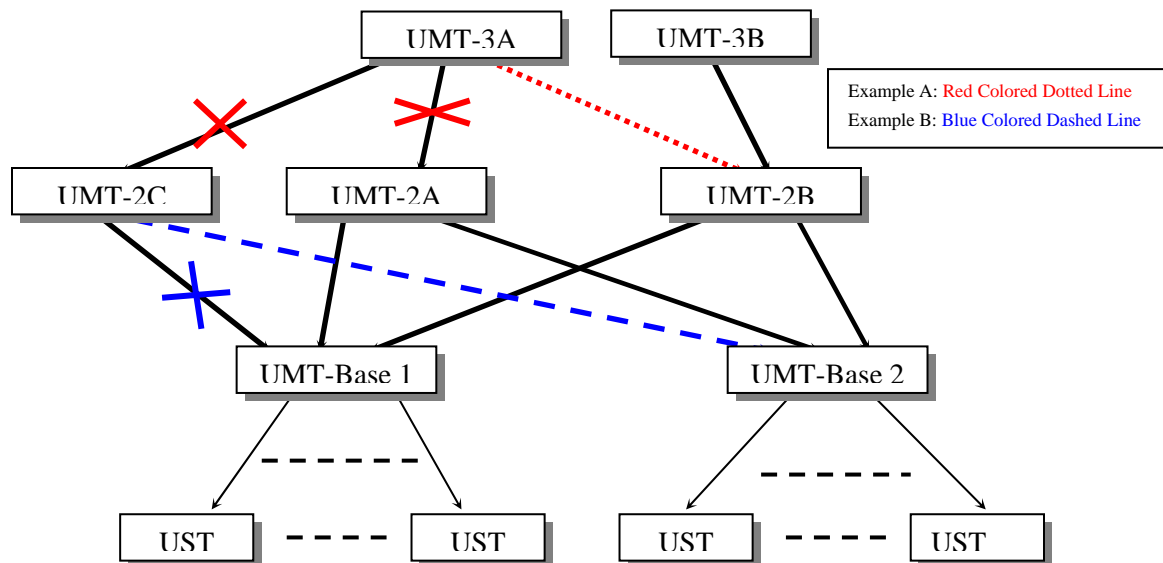 UMT-3A
UMT-3B
Example A: Red Colored Dotted Line
Example B: Blue Colored Dashed Line
UMT-2C
UMT-2A
UMT-2B
UMT-Base 1
UMT-Base 2
UST
UST
UST
UST